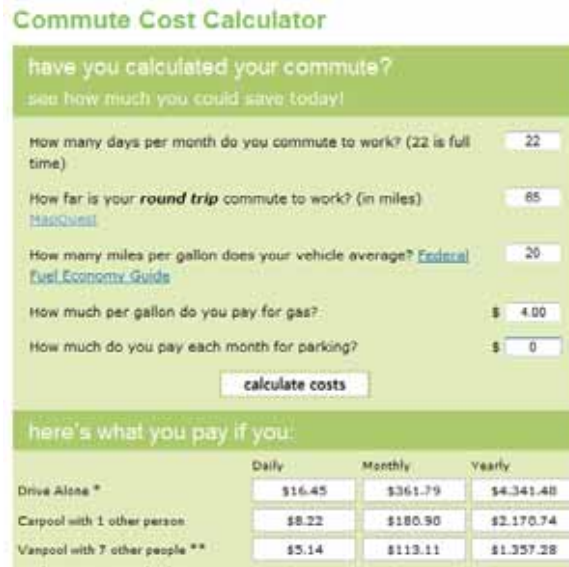 Commute Cost Calculator
have you calculated your commute?
see how much you could save today!
How many days per month do you commute to work? (22 is full 22
time)
How far is your round trip commute to work? (in miles) 65
MapQuest
How many miles per gallon does your vehicle average? Federal 20
Fuel Economy Guide
How much per gallon do you pay for gas? $ 4.00
How much do you pay each month for parking? $ 0
calculate costs
here's what you pay if you:
Daily Monthly Yearly
Drive Alone * $16.45 $361.79 $4,341.48
Carpool with 1 other person $8.22 $180.90 $2,170.74
Vanpool with 7 other people ** $5.14 $113.11 $1,357.28